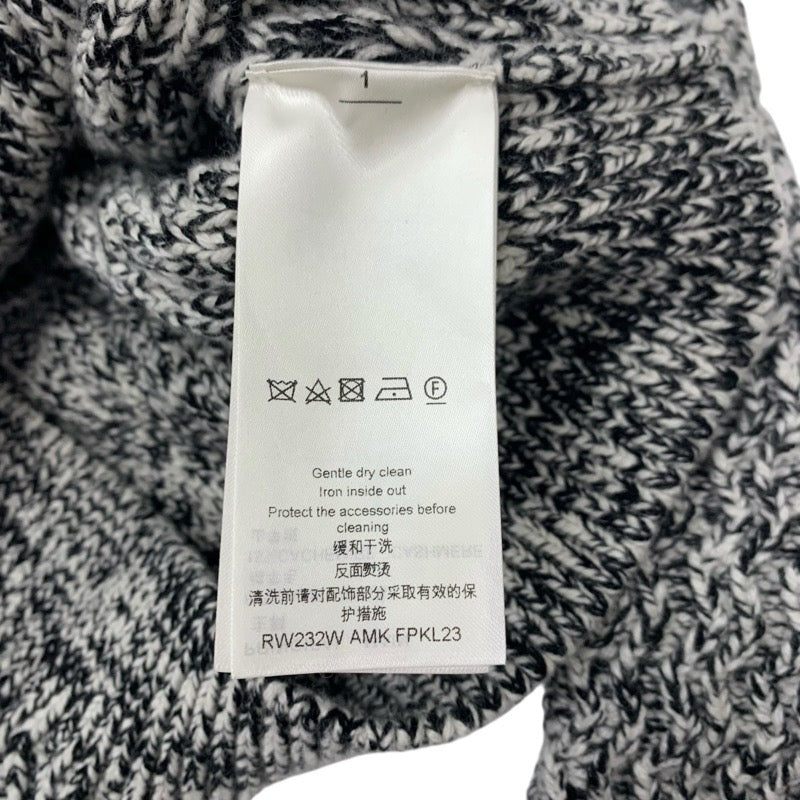 1
F
Gentle dry clean
Iron inside out
Protect the accessories before
cleaning
缓和干洗
反面熨烫
清洗前请对配饰部分采取有效的保
护措施
RW232W AMK FPKL23